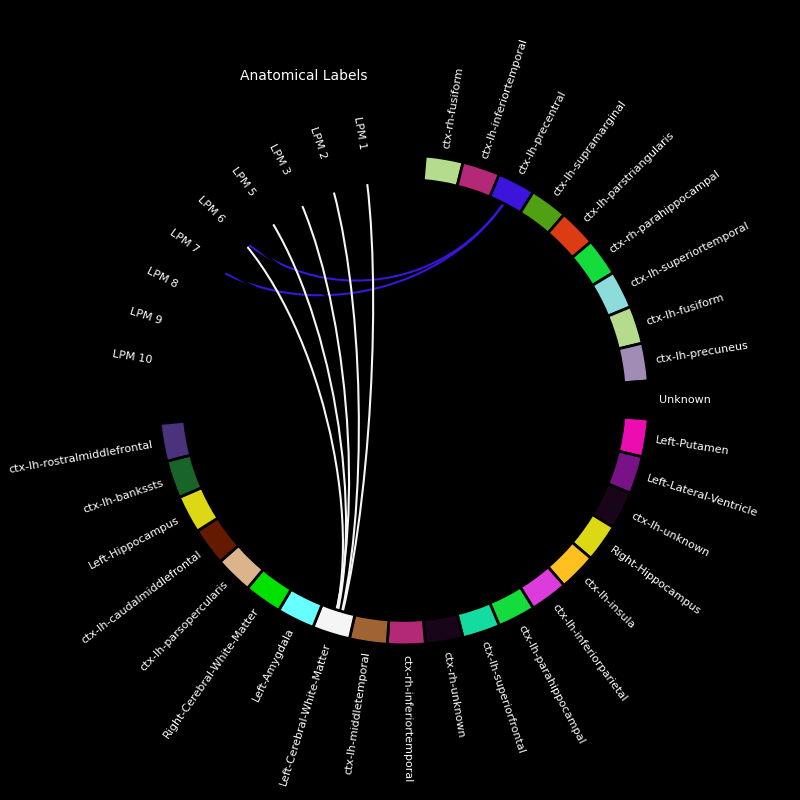 Anatomical Labels
LPM 1
LPM 2
LPM 3
LPM 5
LPM 6
LPM 7
LPM 8
LPM 9
LPM 10
ctx-rh-fusiform
ctx-lh-inferiortemporal
ctx-lh-precentral
ctx-lh-supramarginal
ctx-lh-parstriangularis
ctx-rh-parahippocampal
ctx-lh-superiortemporal
ctx-lh-fusiform
ctx-lh-precuneus
Unknown
Left-Putamen
Left-Lateral-Ventricle
ctx-lh-unknown
Right-Hippocampus
ctx-lh-insula
ctx-lh-inferiorparietal
ctx-lh-parahippocampal
ctx-lh-superiorfrontal
ctx-rh-unknown
ctx-rh-inferiortemporal
ctx-lh-middletemporal
Left-Cerebral-White-Matter
Left-Amygdala
Right-Cerebral-White-Matter
ctx-lh-parsopercularis
ctx-lh-caudalmiddlefrontal
Left-Hippocampus
ctx-lh-bankssts
ctx-lh-rostralmiddlefrontal